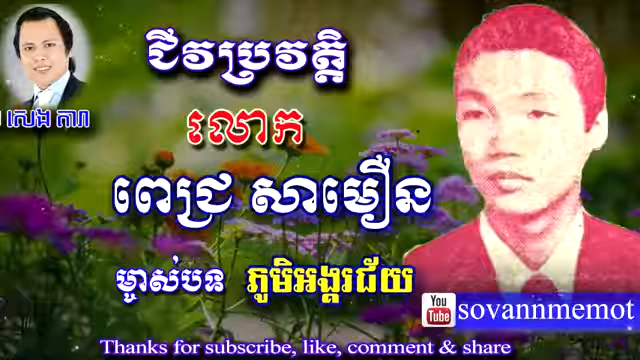 ជីវប្រវត្តិ
លោក
សេង តារា
ពេជ្រ សាមឿន
ម្ចាស់បទ ភូមិអង្គរជ័យ
You Tube sovannmemot
Thanks for subscribe, like, comment & share